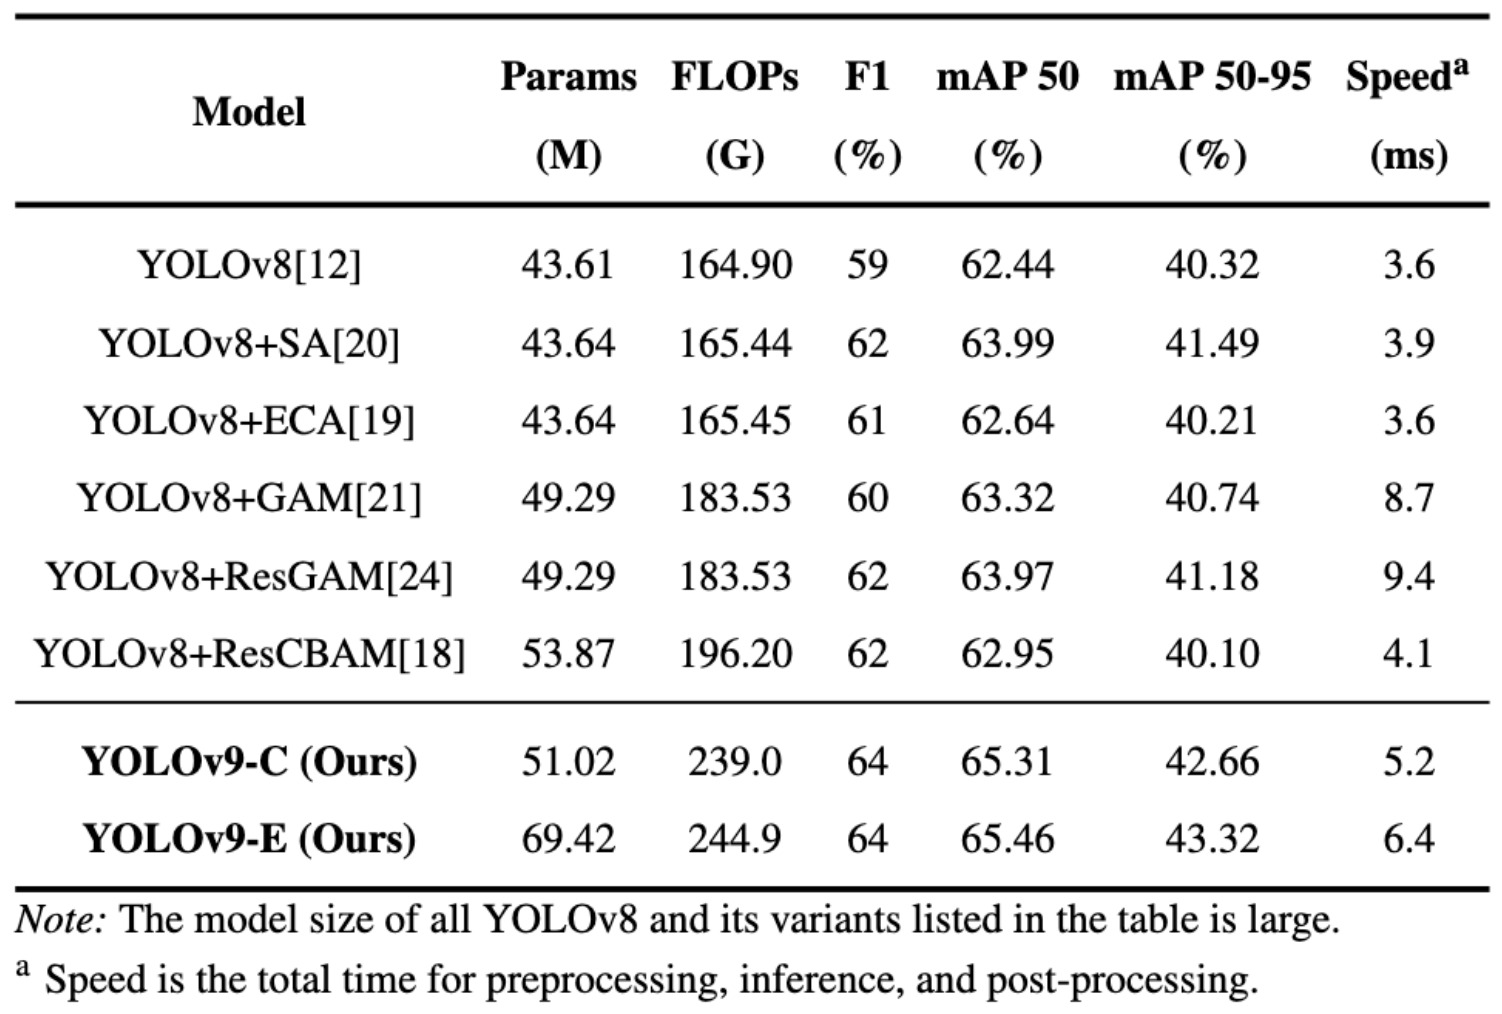 Model Params FLOPs F1 mAP 50 mAP 50-95 Speedᵃ
(M) (G) (%) (%) (%) (ms)
YOLOv8[12] 43.61 164.90 59 62.44 40.32 3.6
YOLOv8+SA[20] 43.64 165.44 62 63.99 41.49 3.9
YOLOv8+ECA[19] 43.64 165.45 61 62.64 40.21 3.6
YOLOv8+GAM[21] 49.29 183.53 60 63.32 40.74 8.7
YOLOv8+ResGAM[24] 49.29 183.53 62 63.97 41.18 9.4
YOLOv8+ResCBAM[18] 53.87 196.20 62 62.95 40.10 4.1
YOLOv9-C (Ours) 51.02 239.0 64 65.31 42.66 5.2
YOLOv9-E (Ours) 69.42 244.9 64 65.46 43.32 6.4
Note: The model size of all YOLOv8 and its variants listed in the table is large.
ᵃ Speed is the total time for preprocessing, inference, and post-processing.